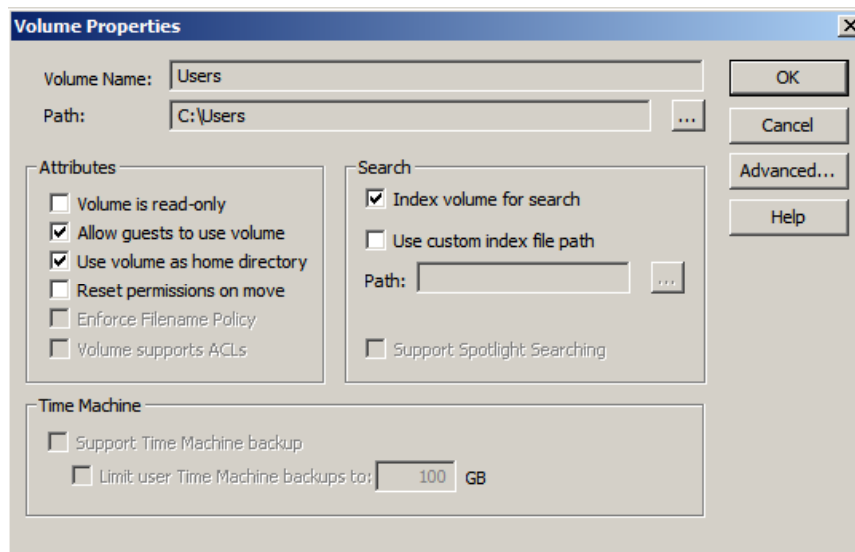 Volume Properties
Volume Name: Users
Path: C:\Users ...
OK
Cancel
Advanced...
Help
Attributes
Volume is read-only
Allow guests to use volume
Use volume as home directory
Reset permissions on move
Enforce Filename Policy
Volume supports ACLs
Search
Index volume for search
Use custom index file path
Path: ...
Support Spotlight Searching
Time Machine
Support Time Machine backup
Limit user Time Machine backups to: 100 GB